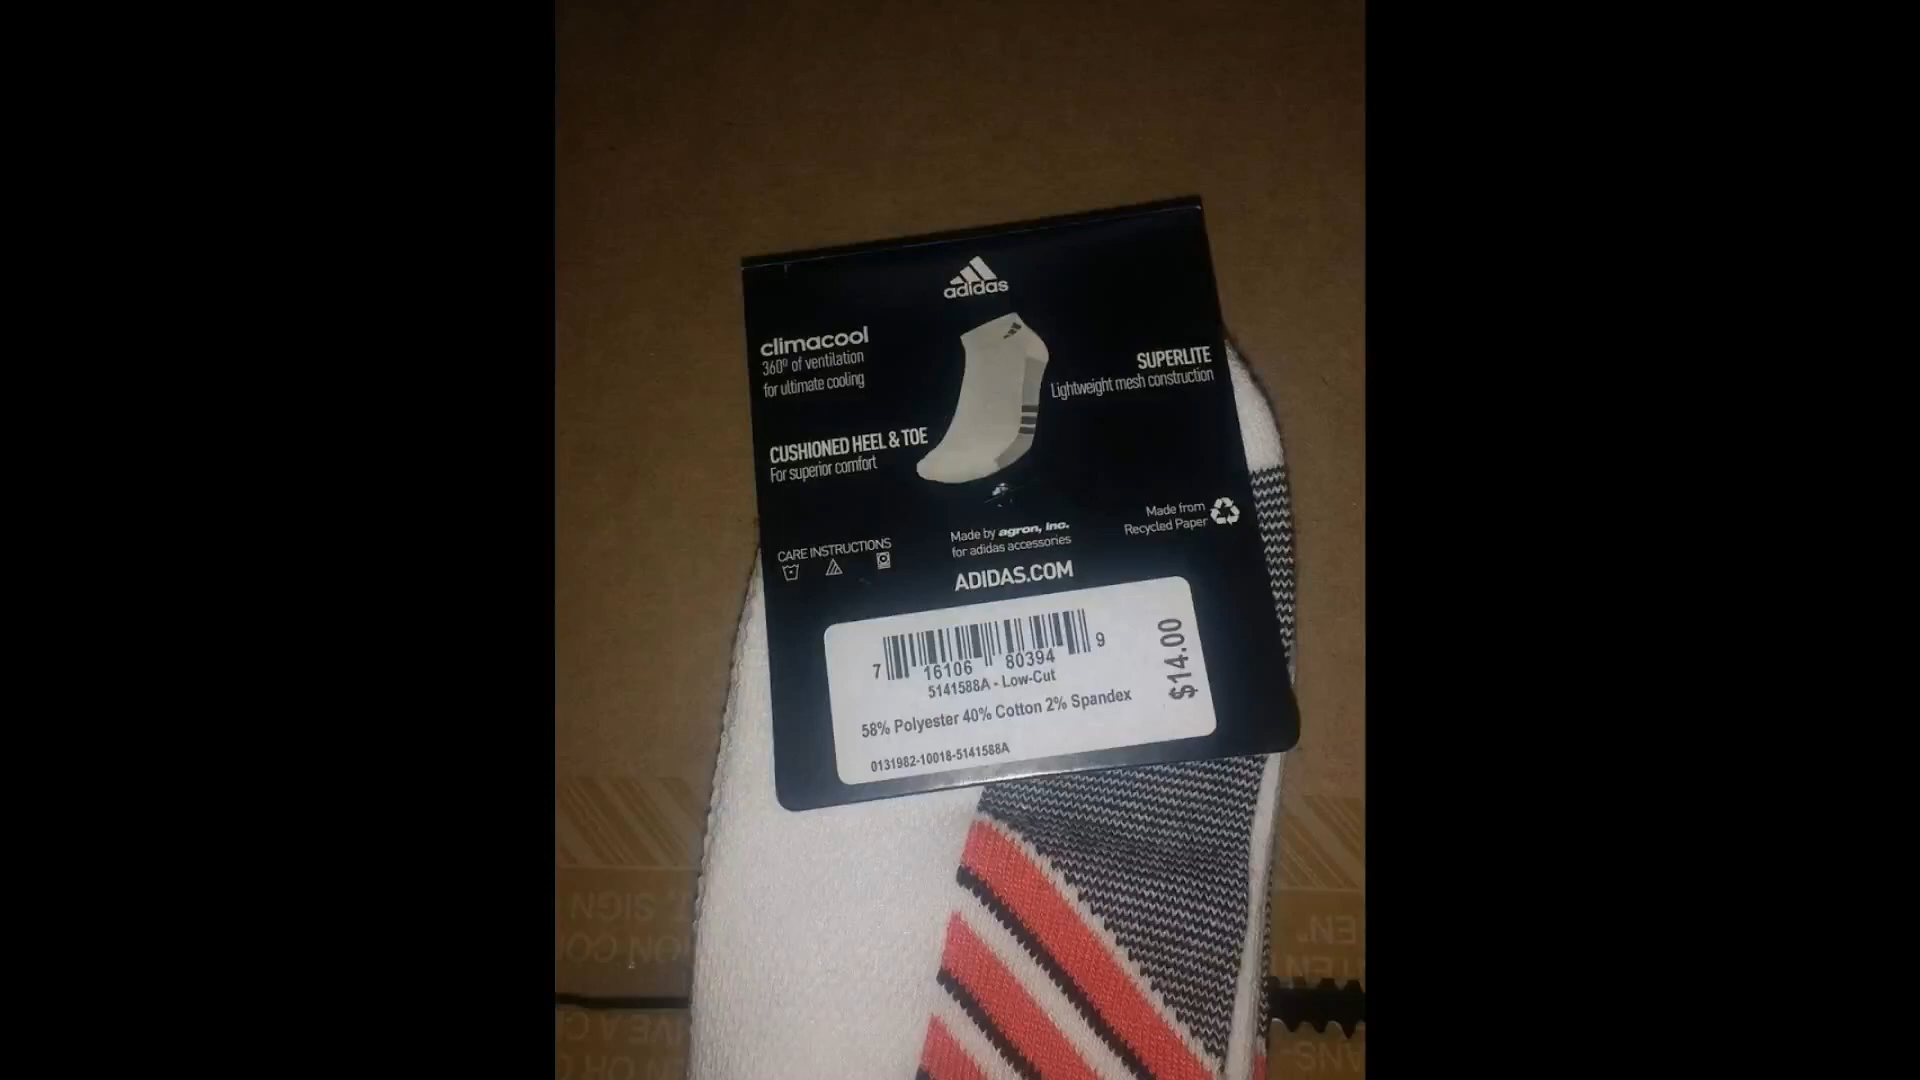 adidas
climacool
360º of ventilation
for ultimate cooling
SUPERLITE
Lightweight mesh construction
CUSHIONED HEEL & TOE
For superior comfort
Made from
Recycled Paper
CARE INSTRUCTIONS
Made by agron, inc.
for adidas accessories
ADIDAS.COM
7 16106 80394 9
5141588A - Low-Cut
58% Polyester 40% Cotton 2% Spandex
0131982-10018-5141588A
$14.00
SIGN